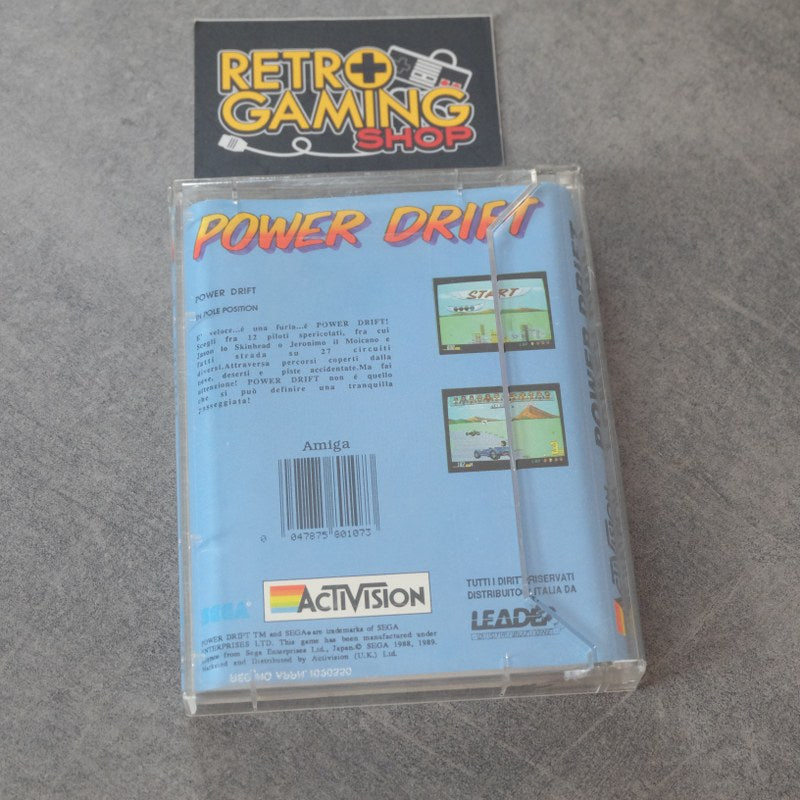 RETRO
GAMING
SHOP
POWER DRIFT
POWER DRIFT
IN POLE POSITION
E' veloce...é una furia...é POWER DRIFT!
Scegli fra 12 piloti spericolati, fra cui
Jason lo Skinhead o Jeronimo il Moicano e
fatti strada su 27 circuiti
diversi.Attraverso percorsi coperti dalla
neve, deserti e piste accidentate.Ma fai
attenzione! POWER DRIFT non é quello
che si può definire una tranquilla
passeggiata!
START
Amiga
0 047875 801073
SEGA
ACTIVISION
TUTTI I DIRITTI RISERVATI
DISTRIBUITO ITALIA DA
LEADER
POWER DRIFT TM and SEGA® are trademarks of SEGA
ENTERPRISES LTD. This game has been manufactured under
licence from Sega Enterprises Ltd., Japan.© SEGA 1988, 1989.
Marketed and Distributed by Activision (U.K.) Ltd.
POWER DRIFT
ACTIVISION